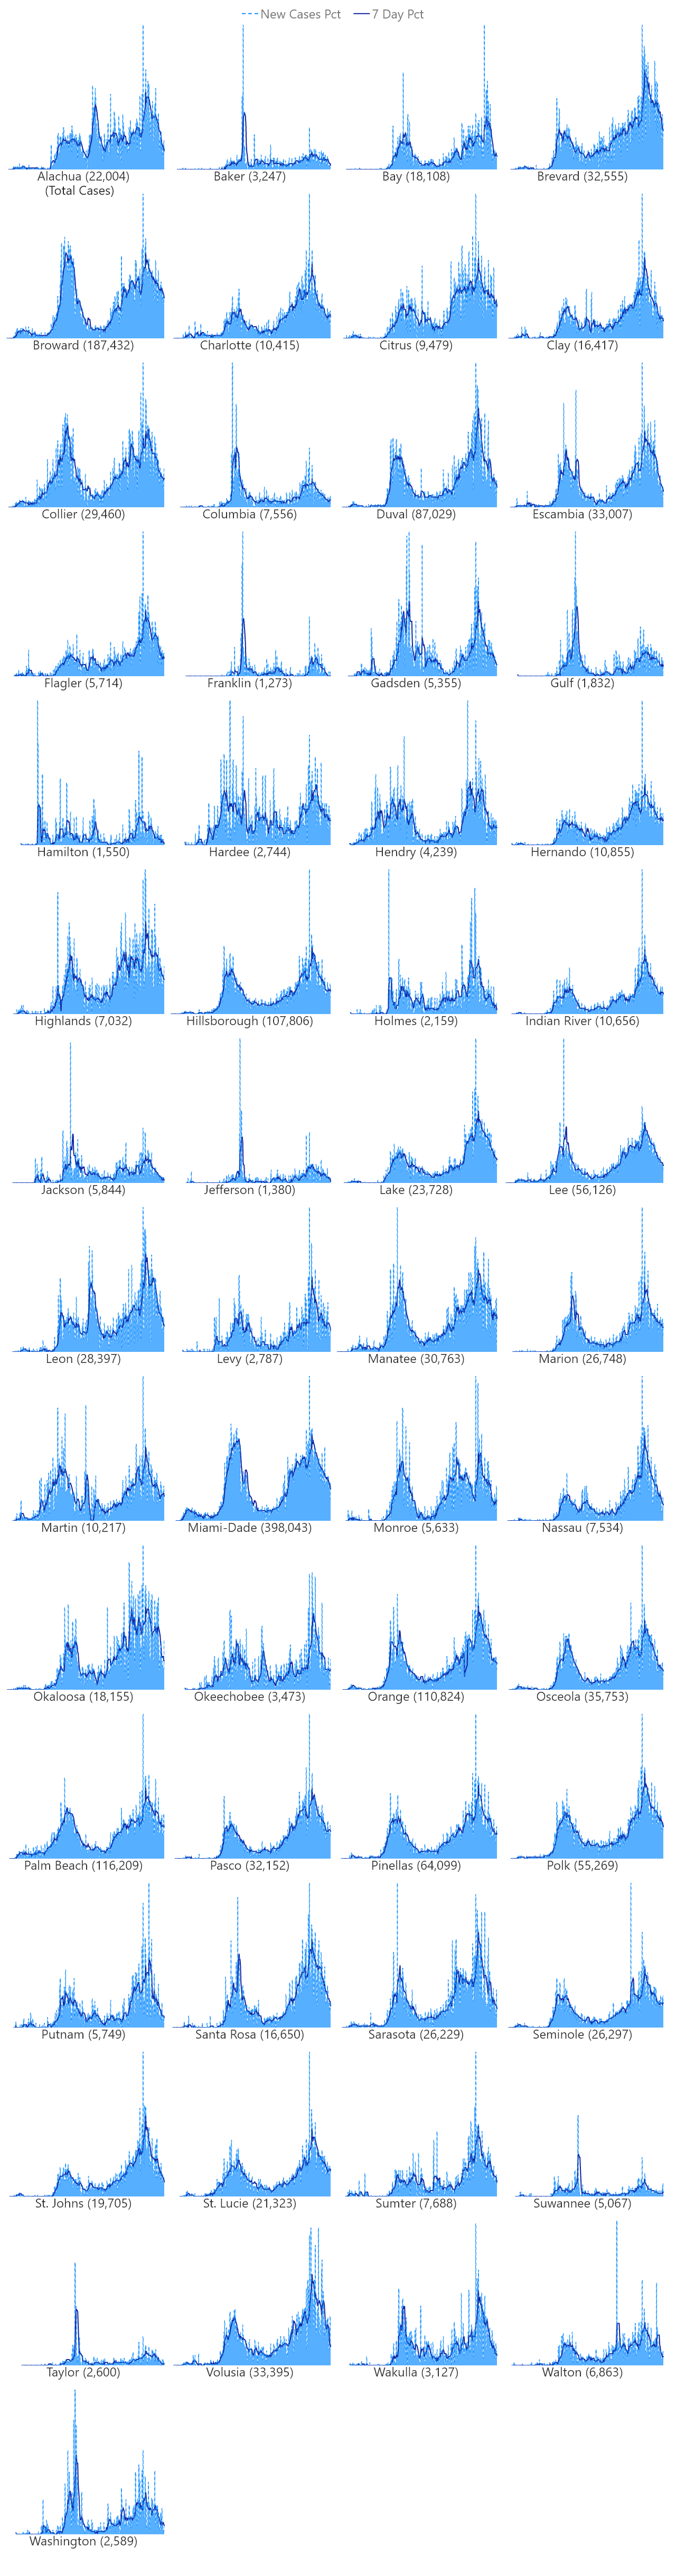 New Cases Pct 7 Day Pct
Alachua (22,004) Baker (3,247) Bay (18,108) Brevard (32,555)
(Total Cases)
Broward (187,432) Charlotte (10,415) Citrus (9,479) Clay (16,417)
Collier (29,460) Columbia (7,556) Duval (87,029) Escambia (33,007)
Flagler (5,714) Franklin (1,273) Gadsden (5,355) Gulf (1,832)
Hamilton (1,550) Hardee (2,744) Hendry (4,239) Hernando (10,855)
Highlands (7,032) Hillsborough (107,806) Holmes (2,159) Indian River (10,656)
Jackson (5,844) Jefferson (1,380) Lake (23,728) Lee (56,126)
Leon (28,397) Levy (2,787) Manatee (30,763) Marion (26,748)
Martin (10,217) Miami-Dade (398,043) Monroe (5,633) Nassau (7,534)
Okaloosa (18,155) Okeechobee (3,473) Orange (110,824) Osceola (35,753)
Palm Beach (116,209) Pasco (32,152) Pinellas (64,099) Polk (55,269)
Putnam (5,749) Santa Rosa (16,650) Sarasota (26,229) Seminole (26,297)
St. Johns (19,705) St. Lucie (21,323) Sumter (7,688) Suwannee (5,067)
Taylor (2,600) Volusia (33,395) Wakulla (3,127) Walton (6,863)
Washington (2,589)